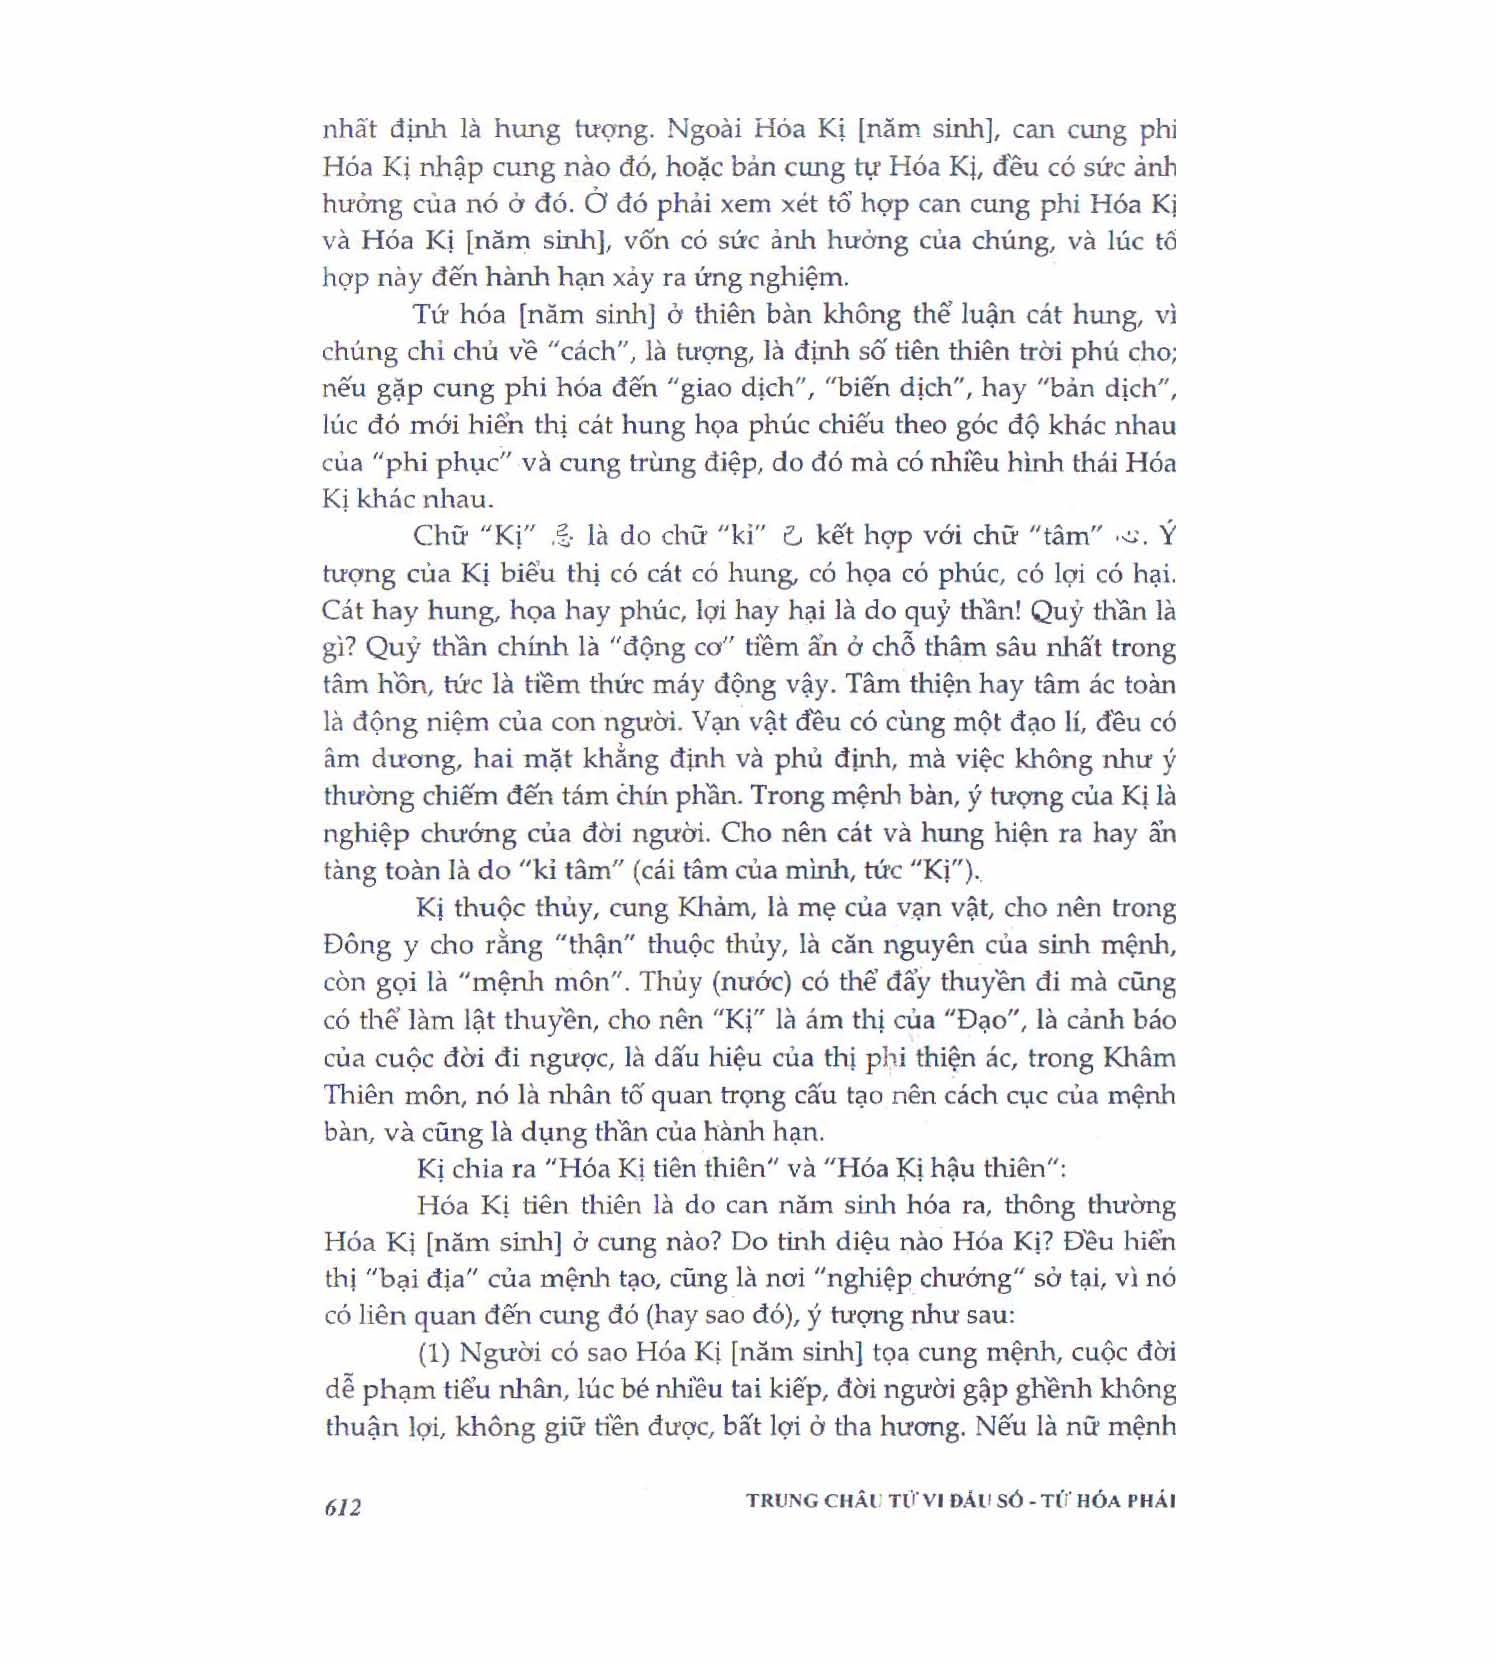 nhất định là hung tượng. Ngoài Hóa Kị [năm sinh], can cung phi
Hóa Kị nhập cung nào đó, hoặc bản cung tự Hóa Kị, đều có sức ảnh
hưởng của nó ở đó. Ở đó phải xem xét tổ hợp can cung phi Hóa Kị
và Hóa Kị [năm sinh], vốn có sức ảnh hưởng của chúng, và lúc tổ
hợp này đến hành hạn xảy ra ứng nghiệm.
Tứ hóa [năm sinh] ở thiên bàn không thể luận cát hung, vì
chúng chỉ chủ về "cách", là tượng, là định số tiên thiên trời phú cho;
nếu gặp cung phi hóa đến "giao dịch", "biến dịch", hay "bản dịch",
lúc đó mới hiển thị cát hung họa phúc chiếu theo góc độ khác nhau
của "phi phục" và cung trùng điệp, do đó mà có nhiều hình thái Hóa
Kị khác nhau.
Chữ "Kị" 忌 là do chữ "kỉ" 己 kết hợp với chữ "tâm" 心. Ý
tượng của Kị biểu thị có cát có hung, có họa có phúc, có lợi có hại.
Cát hay hung, họa hay phúc, lợi hay hại là do quỷ thần! Quỷ thần là
gì? Quỷ thần chính là "động cơ" tiềm ẩn ở chỗ thâm sâu nhất trong
tâm hồn, tức là tiềm thức máy động vậy. Tâm thiện hay tâm ác toàn
là động niệm của con người. Vạn vật đều có cùng một đạo lí, đều có
âm dương, hai mặt khẳng định và phủ định, mà việc không như ý
thường chiếm đến tám chín phần. Trong mệnh bàn, ý tượng của Kị là
nghiệp chướng của đời người. Cho nên cát và hung hiện ra hay ẩn
tàng toàn là do "kỉ tâm" (cái tâm của mình, tức "Kị").
Kị thuộc thủy, cung Khảm, là mẹ của vạn vật, cho nên trong
Đông y cho rằng "thận" thuộc thủy, là căn nguyên của sinh mệnh,
còn gọi là "mệnh môn". Thủy (nước) có thể đẩy thuyền đi mà cũng
có thể làm lật thuyền, cho nên "Kị" là ám thị của "Đạo", là cảnh báo
của cuộc đời đi ngược, là dấu hiệu của thị phi thiện ác, trong Khâm
Thiên môn, nó là nhân tố quan trọng cấu tạo nên cách cục của mệnh
bàn, và cũng là dụng thần của hành hạn.
Kị chia ra "Hóa Kị tiên thiên" và "Hóa Kị hậu thiên":
Hóa Kị tiên thiên là do can năm sinh hóa ra, thông thường
Hóa Kị [năm sinh] ở cung nào? Do tinh diệu nào Hóa Kị? Đều hiển
thị "bại địa" của mệnh tạo, cũng là nơi "nghiệp chướng" sở tại, vì nó
có liên quan đến cung đó (hay sao đó), ý tượng như sau:
(1) Người có sao Hóa Kị [năm sinh] tọa cung mệnh, cuộc đời
dễ phạm tiểu nhân, lúc bé nhiều tai kiếp, đời người gập ghềnh không
thuận lợi, không giữ tiền được, bất lợi ở tha hương. Nếu là nữ mệnh
612
TRUNG CHÂU TỬ VI ĐẨU SỐ - TỨ HÓA PHÁI